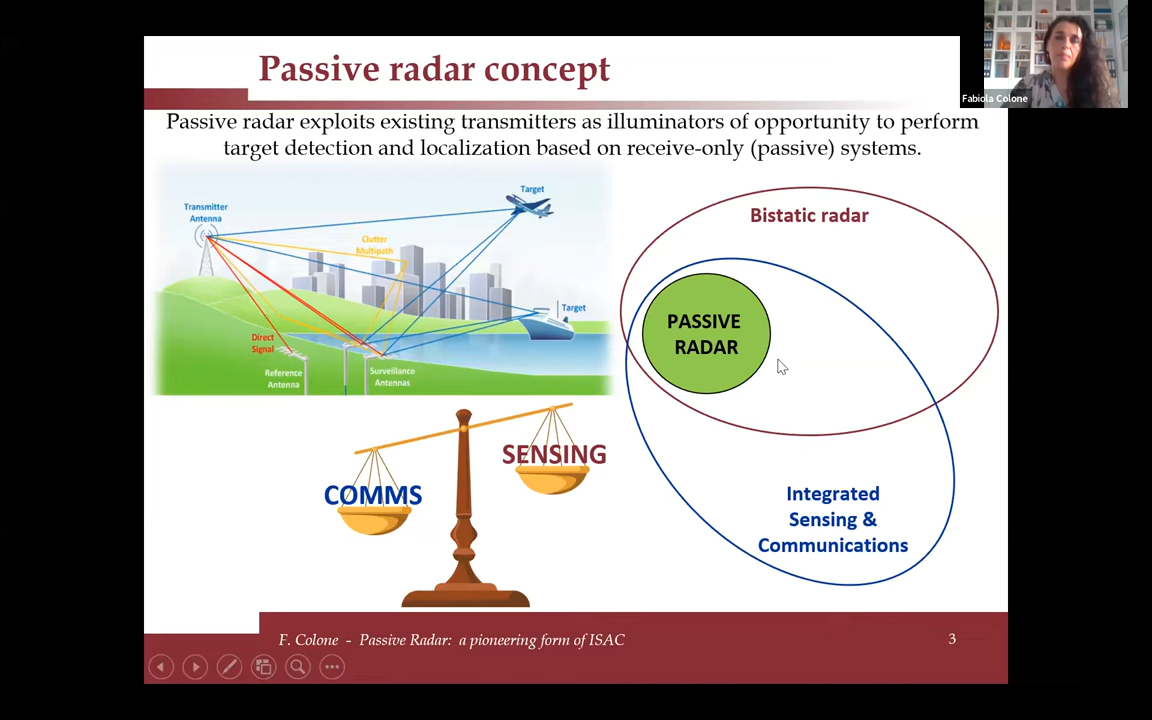 Passive radar concept
Fabiola Colone
Passive radar exploits existing transmitters as illuminators of opportunity to perform
target detection and localization based on receive-only (passive) systems.
Transmitter
Antenna
Target
Clutter
Multipath
Target
Direct
Signal
Reference
Antenna
Surveillance
Antennas
Bistatic radar
PASSIVE
RADAR
Integrated
Sensing &
Communications
SENSING
COMMS
F. Colone - Passive Radar: a pioneering form of ISAC
3